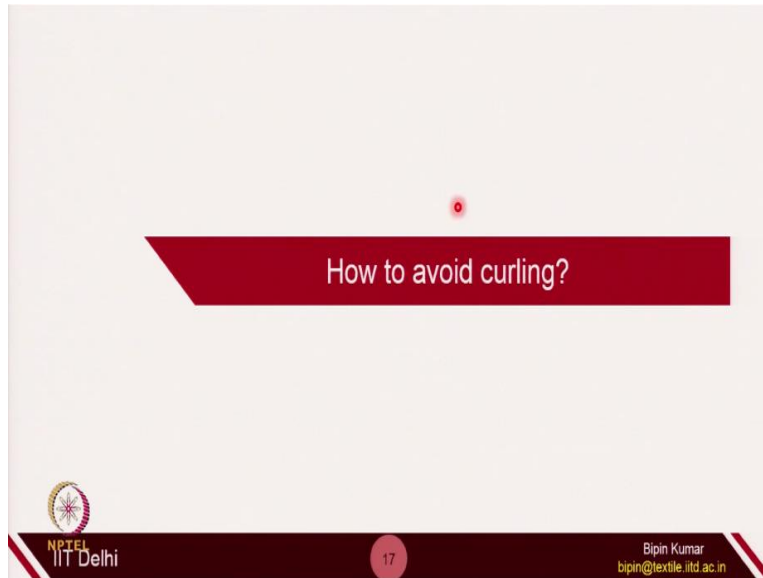 How to avoid curling?
NPTEL
IIT Delhi
17
Bipin Kumar
bipin@textile.iitd.ac.in